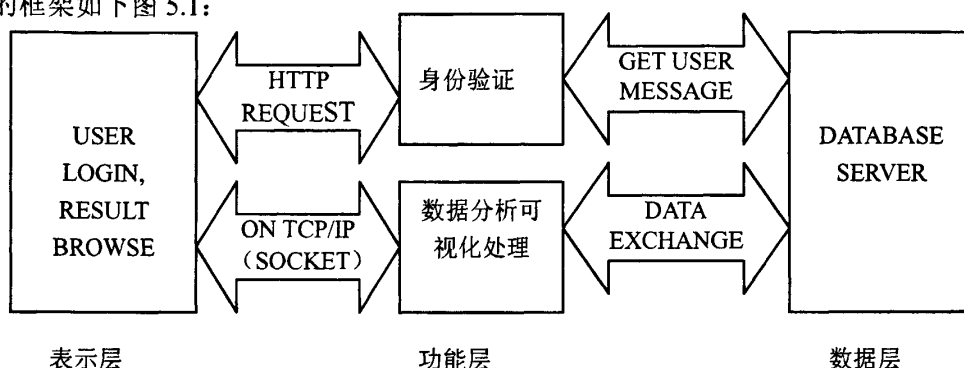 的框架如下图 5.1:
USER
LOGIN,
RESULT
BROWSE
HTTP
REQUEST
ON TCP/IP
(SOCKET)
身份验证
数据分析可
视化处理
GET USER
MESSAGE
DATA
EXCHANGE
DATABASE
SERVER
表示层
功能层
数据层